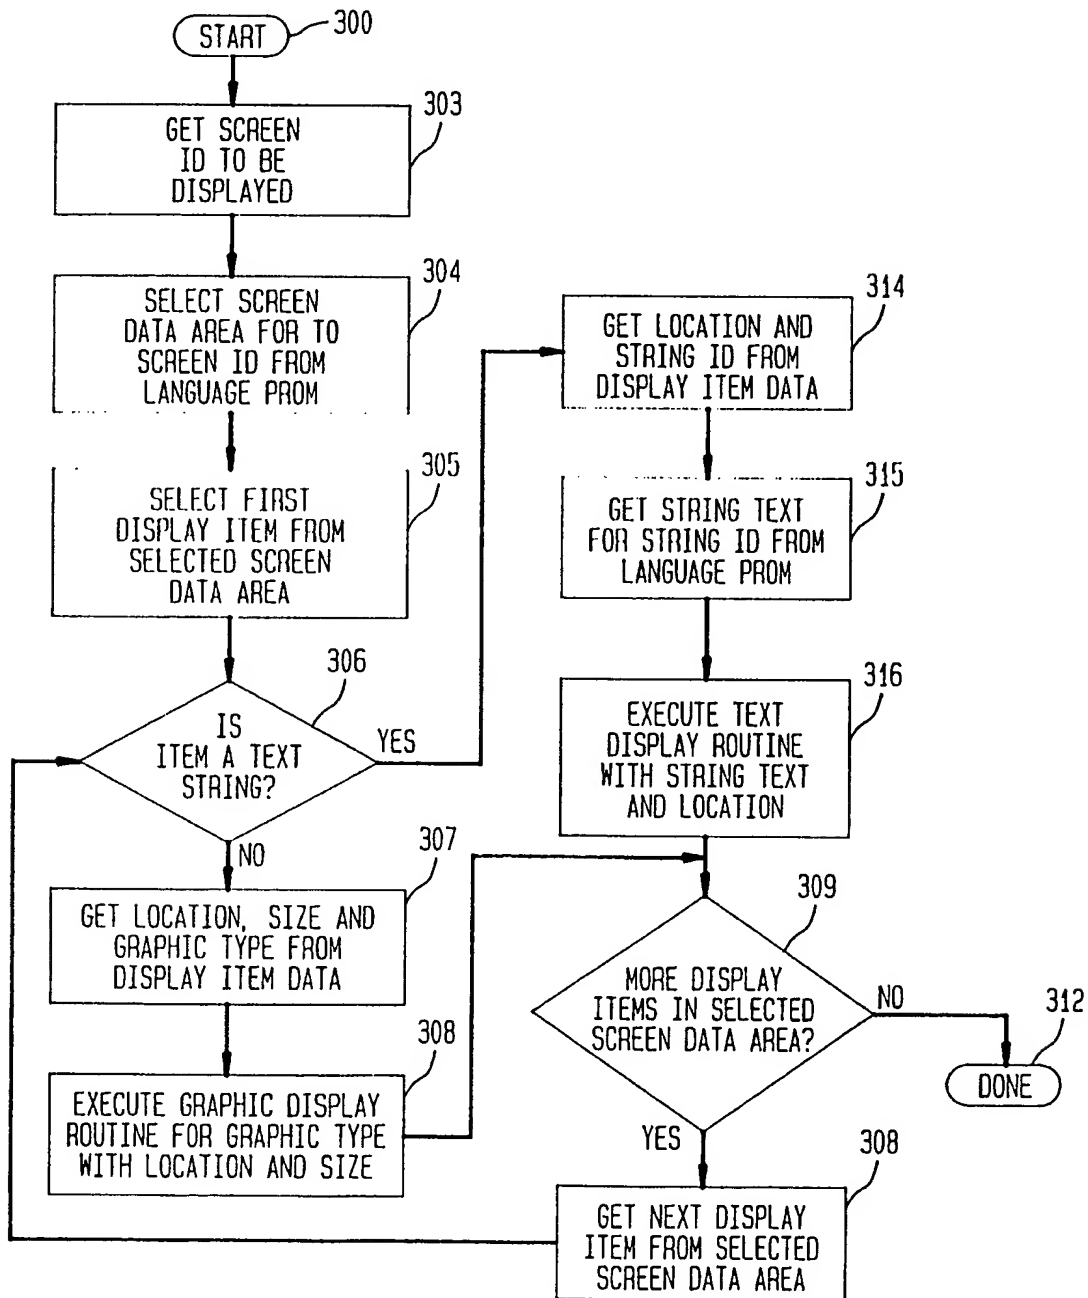 START
300
GET SCREEN
ID TO BE
DISPLAYED
303
SELECT SCREEN
DATA AREA FOR TO
SCREEN ID FROM
LANGUAGE PROM
304
SELECT FIRST
DISPLAY ITEM FROM
SELECTED SCREEN
DATA AREA
305
IS
ITEM A TEXT
STRING?
306
YES
NO
GET LOCATION, SIZE AND
GRAPHIC TYPE FROM
DISPLAY ITEM DATA
307
EXECUTE GRAPHIC DISPLAY
ROUTINE FOR GRAPHIC TYPE
WITH LOCATION AND SIZE
308
GET LOCATION AND
STRING ID FROM
DISPLAY ITEM DATA
314
GET STRING TEXT
FOR STRING ID FROM
LANGUAGE PROM
315
EXECUTE TEXT
DISPLAY ROUTINE
WITH STRING TEXT
AND LOCATION
316
MORE DISPLAY
ITEMS IN SELECTED
SCREEN DATA AREA?
309
NO
DONE
312
YES
GET NEXT DISPLAY
ITEM FROM SELECTED
SCREEN DATA AREA
308